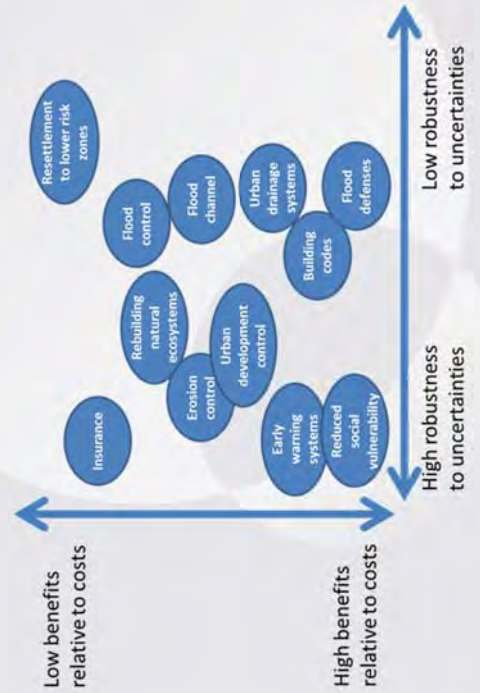 Low benefits
relative to costs
High benefits
relative to costs
Resettlement
to lower risk
zones
Insurance
Flood
control
Rebuilding
natural
ecosystems
Flood
channel
Erosion
control
Urban
development
control
Urban
drainage
systems
Building
codes
Flood
defenses
Early
warning
systems
Reduced
social
vulnerability
High robustness
to uncertainties
Low robustness
to uncertainties